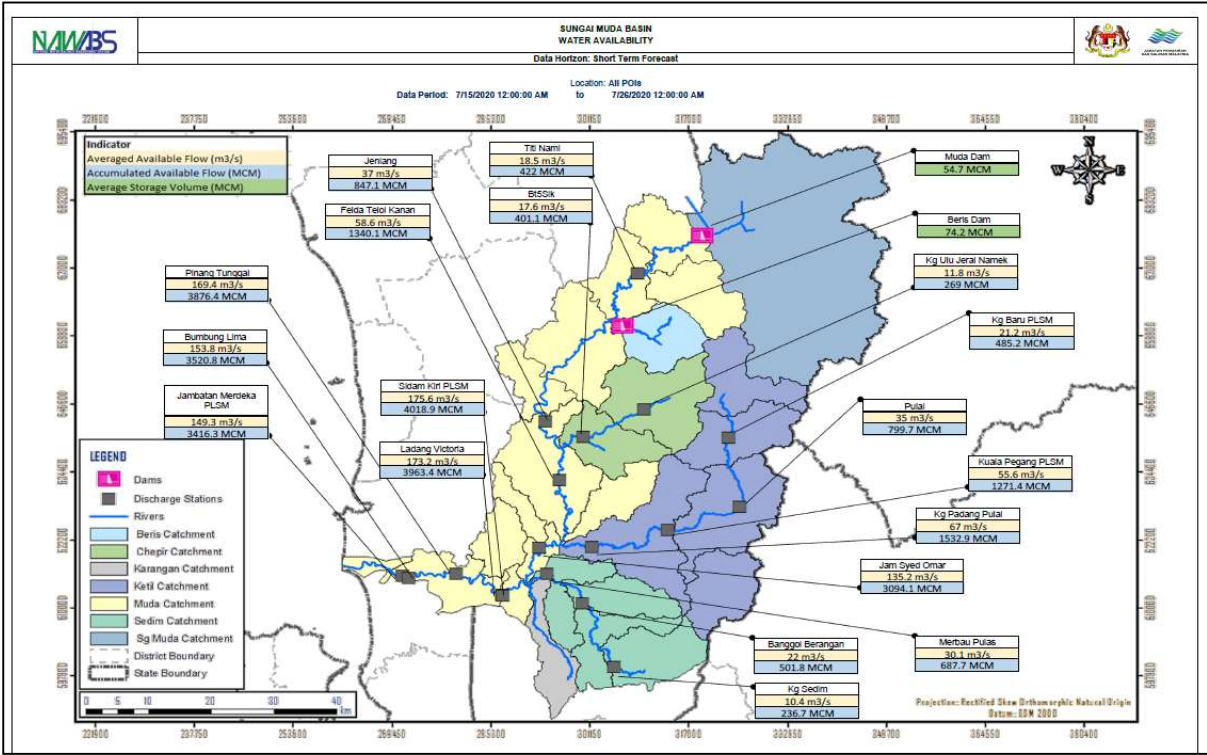 NAWABS
SUNGAI MUDA BASIN
WATER AVAILABILITY
Data Horizon: Short Term Forecast
Location: All POIs
Data Period: 7/15/2020 12:00:00 AM to 7/26/2020 12:00:00 AM
Indicator
Averaged Available Flow (m3/s)
Accumulated Available Flow (MCM)
Average Storage Volume (MCM)
Jeniang
37 m3/s
847.1 MCM
Titi Nami
18.5 m3/s
422 MCM
Muda Dam
54.7 MCM
Felda Teloi Kanan
58.6 m3/s
1340.1 MCM
Bt5Sik
17.6 m3/s
401.1 MCM
Beris Dam
74.2 MCM
Kg Ulu Jerai Namek
11.8 m3/s
269 MCM
Pinang Tunggal
169.4 m3/s
3876.4 MCM
Kg Baru PLSM
21.2 m3/s
485.2 MCM
Bumbung Lima
153.8 m3/s
3520.8 MCM
Sidam Kiri PLSM
175.6 m3/s
4018.9 MCM
Jambatan Merdeka
PLSM
149.3 m3/s
3416.3 MCM
Pulai
35 m3/s
799.7 MCM
Ladang Victoria
173.2 m3/s
3963.4 MCM
Kuala Pegang PLSM
55.6 m3/s
1271.4 MCM
Kg Padang Pulai
67 m3/s
1532.9 MCM
Jam Syed Omar
135.2 m3/s
3094.1 MCM
Banggol Berangan
22 m3/s
501.8 MCM
Merbau Pulas
30.1 m3/s
687.7 MCM
Kg Sedim
10.4 m3/s
236.7 MCM
LEGEND
Dams
Discharge Stations
Rivers
Beris Catchment
Chepir Catchment
Karangan Catchment
Ketil Catchment
Muda Catchment
Sedim Catchment
Sg Muda Catchment
District Boundary
State Boundary
0 5 10 20 30 40
km
N
W E
S
Projection: Rectified Skew Orthomorphic Natural Origin
Datum: GDM 2000